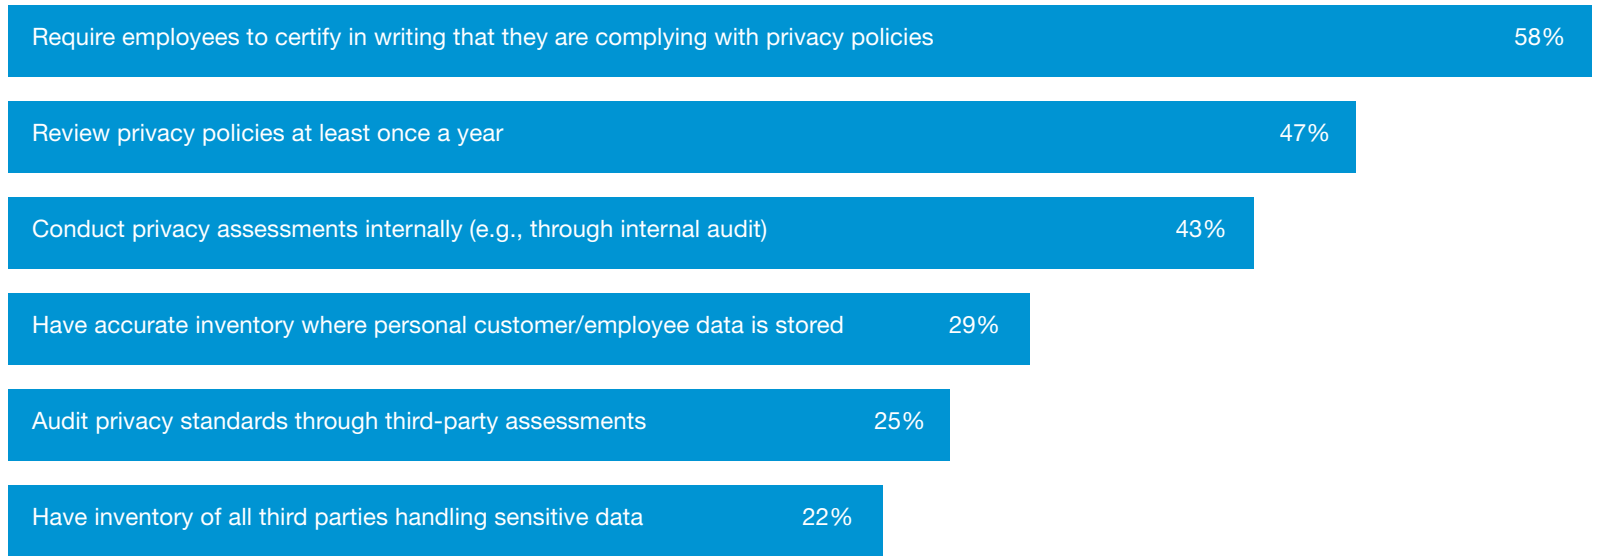 Require employees to certify in writing that they are complying with privacy policies 58%
Review privacy policies at least once a year 47%
Conduct privacy assessments internally (e.g., through internal audit) 43%
Have accurate inventory where personal customer/employee data is stored 29%
Audit privacy standards through third-party assessments 25%
Have inventory of all third parties handling sensitive data 22%